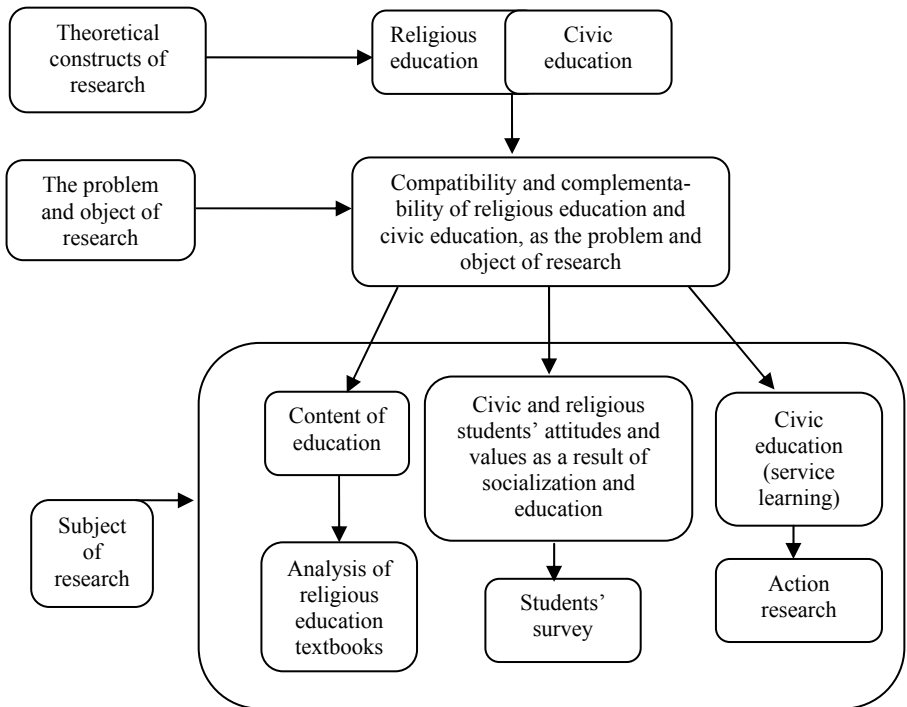 Theoretical
constructs of
research
Religious
education
Civic
education
The problem
and object of
research
Compatibility and complementa-
bility of religious education and
civic education, as the problem and
object of research
Content of
education
Civic and religious
students’ attitudes and
values as a result of
socialization and
education
Civic
education
(service
learning)
Subject
of
research
Analysis of
religious
education
textbooks
Students’
survey
Action
research